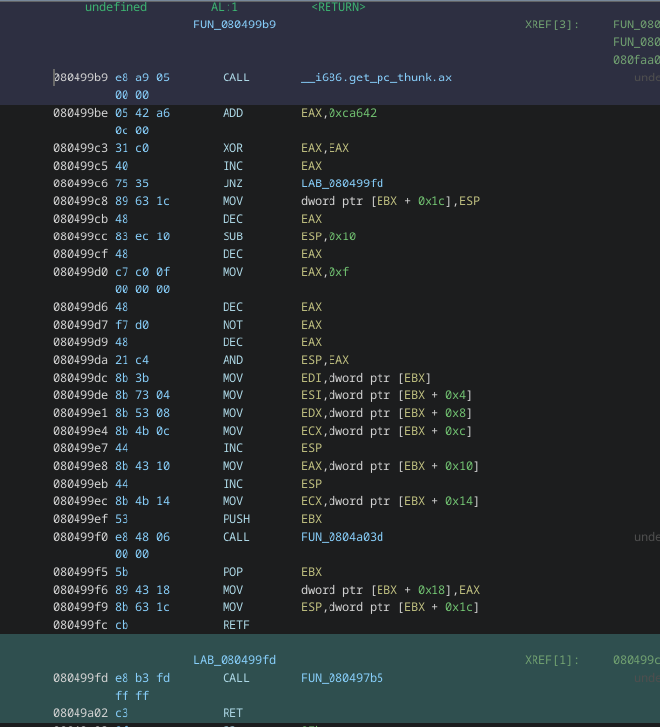 undefined AL:1 <RETURN>
FUN_080499b9 XREF[3]: FUN_080
FUN_080
080faa0
080499b9 e8 a9 05 CALL __i686.get_pc_thunk.ax unde
00 00
080499be 05 42 a6 ADD EAX,0xca642
0c 00
080499c3 31 c0 XOR EAX,EAX
080499c5 40 INC EAX
080499c6 75 35 JNZ LAB_080499fd
080499c8 89 63 1c MOV dword ptr [EBX + 0x1c],ESP
080499cb 48 DEC EAX
080499cc 83 ec 10 SUB ESP,0x10
080499cf 48 DEC EAX
080499d0 c7 c0 0f MOV EAX,0xf
00 00 00
080499d6 48 DEC EAX
080499d7 f7 d0 NOT EAX
080499d9 48 DEC EAX
080499da 21 c4 AND ESP,EAX
080499dc 8b 3b MOV EDI,dword ptr [EBX]
080499de 8b 73 04 MOV ESI,dword ptr [EBX + 0x4]
080499e1 8b 53 08 MOV EDX,dword ptr [EBX + 0x8]
080499e4 8b 4b 0c MOV ECX,dword ptr [EBX + 0xc]
080499e7 44 INC ESP
080499e8 8b 43 10 MOV EAX,dword ptr [EBX + 0x10]
080499eb 44 INC ESP
080499ec 8b 4b 14 MOV ECX,dword ptr [EBX + 0x14]
080499ef 53 PUSH EBX
080499f0 e8 48 06 CALL FUN_0804a03d unde
00 00
080499f5 5b POP EBX
080499f6 89 43 18 MOV dword ptr [EBX + 0x18],EAX
080499f9 8b 63 1c MOV ESP,dword ptr [EBX + 0x1c]
080499fc cb RETF
LAB_080499fd XREF[1]: 080499c
080499fd e8 b3 fd CALL FUN_080497b5 unde
ff ff
08049a02 c3 RET